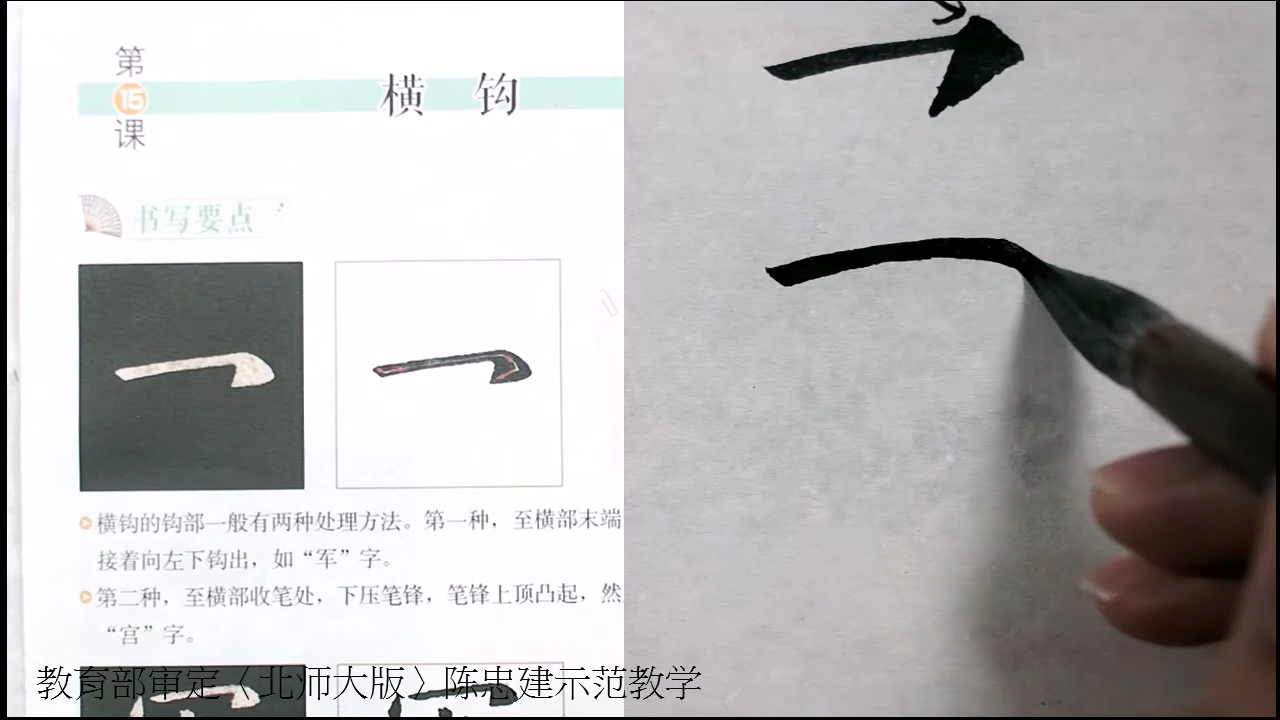 第
15
课
横 钩
书写要点
横钩的钩部一般有两种处理方法。第一种，至横部末端
接着向左下钩出，如“军”字。
第二种，至横部收笔处，下压笔锋，笔锋上顶凸起，然
“宫”字。
教育部审定〈北师大版〉陈忠建示范教学